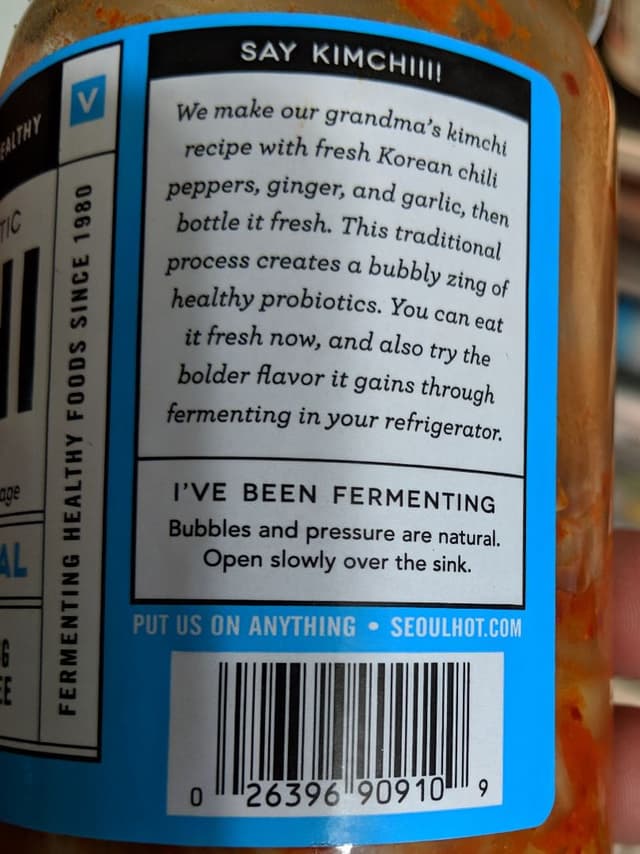 SAY KIMCHIIII!
We make our grandma's kimchi
recipe with fresh Korean chili
peppers, ginger, and garlic, then
bottle it fresh. This traditional
process creates a bubbly zing of
healthy probiotics. You can eat
it fresh now, and also try the
bolder flavor it gains through
fermenting in your refrigerator.
I'VE BEEN FERMENTING
Bubbles and pressure are natural.
Open slowly over the sink.
PUT US ON ANYTHING • SEOULHOT.COM
0 26396 90910 9
V
FERMENTING HEALTHY FOODS SINCE 1980